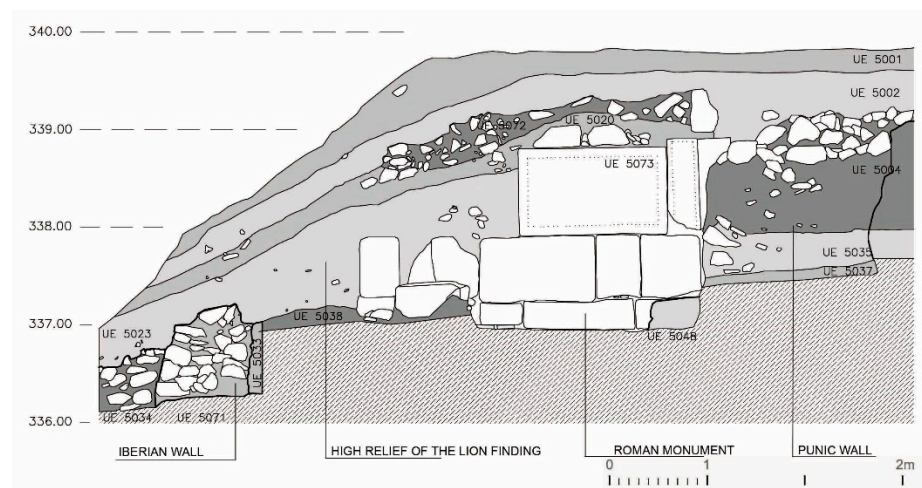 340.00
UE 5001
UE 5002
339.00
UE 5072
UE 5020
UE 5073
UE 5004
338.00
UE 5035
UE 5037
337.00
UE 5023
UE 5038
UE 5033
UE 5048
336.00
UE 5034
UE 5071
IBERIAN WALL
HIGH RELIEF OF THE LION FINDING
ROMAN MONUMENT
PUNIC WALL
0
1
2m